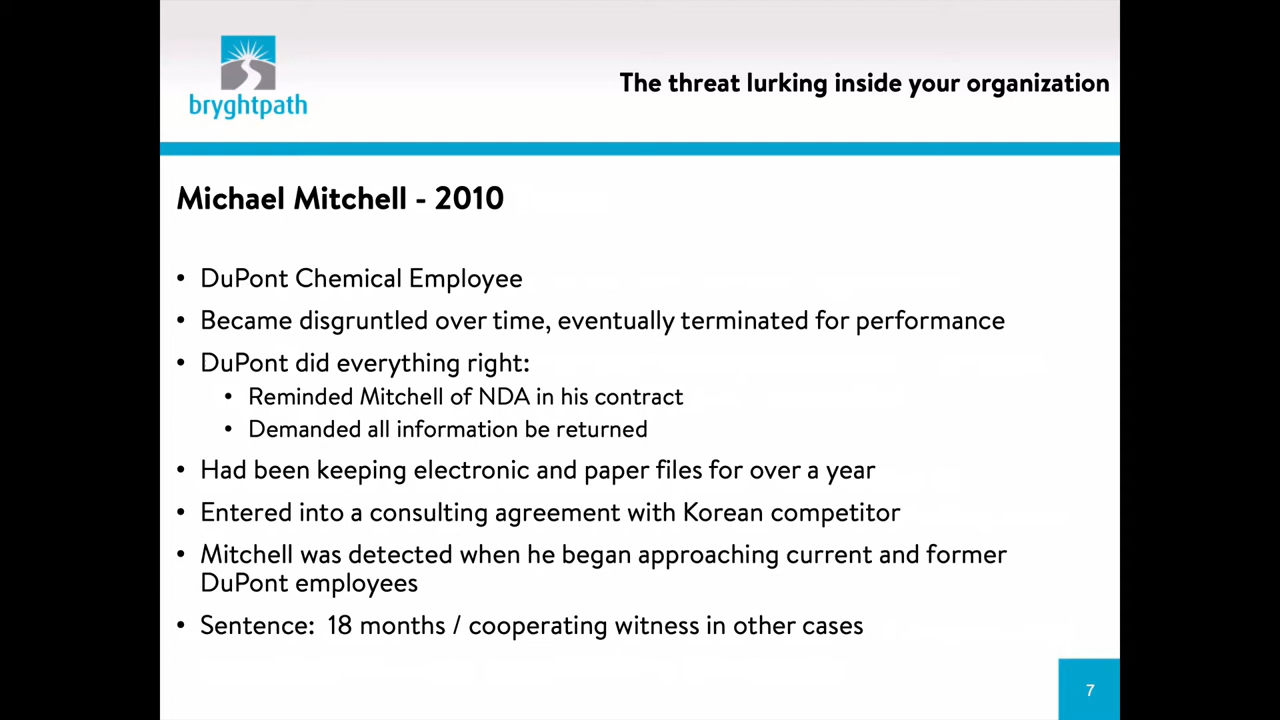 bryghtpath
The threat lurking inside your organization
Michael Mitchell - 2010
• DuPont Chemical Employee
• Became disgruntled over time, eventually terminated for performance
• DuPont did everything right:
• Reminded Mitchell of NDA in his contract
• Demanded all information be returned
• Had been keeping electronic and paper files for over a year
• Entered into a consulting agreement with Korean competitor
• Mitchell was detected when he began approaching current and former
DuPont employees
• Sentence: 18 months / cooperating witness in other cases
7